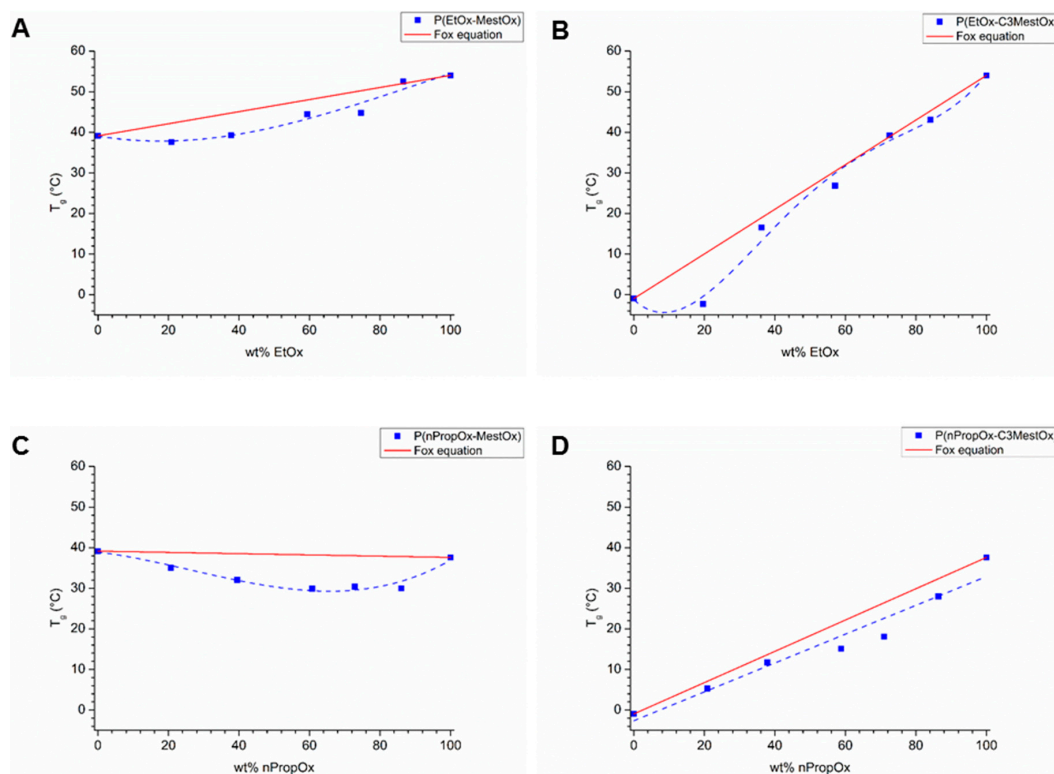 A
P(EtOx-MestOx)
Fox equation
60
50
40
30
20
10
0
Tg (°C)
0 20 40 60 80 100
wt% EtOx
B
P(EtOx-C3MestOx
Fox equation
60
50
40
30
20
10
0
Tg (°C)
0 20 40 60 80 100
wt% EtOx
C
P(nPropOx-MestOx)
Fox equation
60
50
40
30
20
10
0
Tg (°C)
0 20 40 60 80 100
wt% nPropOx
D
P(nPropOx-C3MestOx
Fox equation
60
50
40
30
20
10
0
Tg (°C)
0 20 40 60 80 100
wt% nPropOx